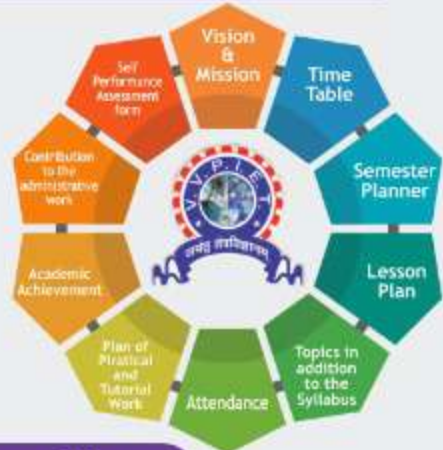 Vision
&
Mission
Time
Table
Semester
Planner
Lesson
Plan
Topics in
addition
to the
Syllabus
Attendance
Plan of
Piratical
and
Tutorial
Work
Academic
Achievement
Contribution
to the
administrative
work
Self
Performance
Assessment
form
V.V.P.I.E.T